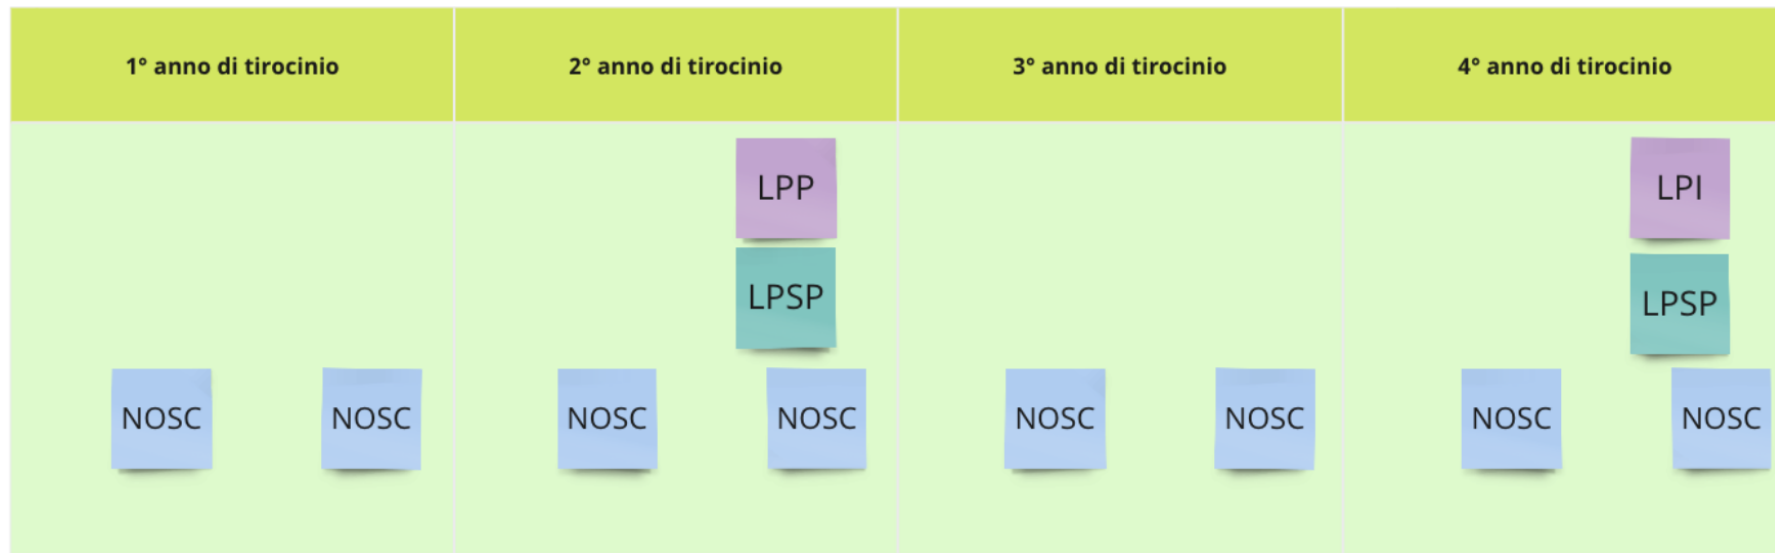 1° anno di tirocinio
2° anno di tirocinio
3° anno di tirocinio
4° anno di tirocinio
LPP
LPI
LPSP
LPSP
NOSC
NOSC
NOSC
NOSC
NOSC
NOSC
NOSC
NOSC